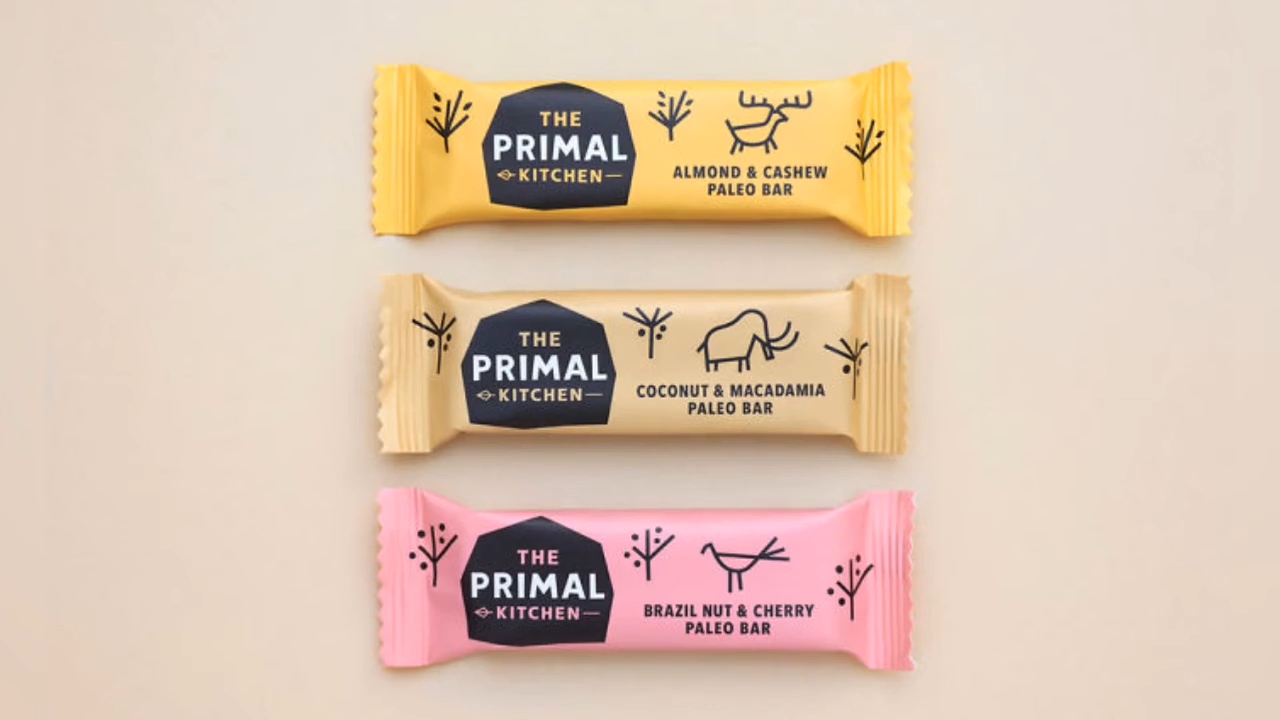 THE
PRIMAL
KITCHEN
ALMOND & CASHEW
PALEO BAR
THE
PRIMAL
KITCHEN
COCONUT & MACADAMIA
PALEO BAR
THE
PRIMAL
KITCHEN
BRAZIL NUT & CHERRY
PALEO BAR